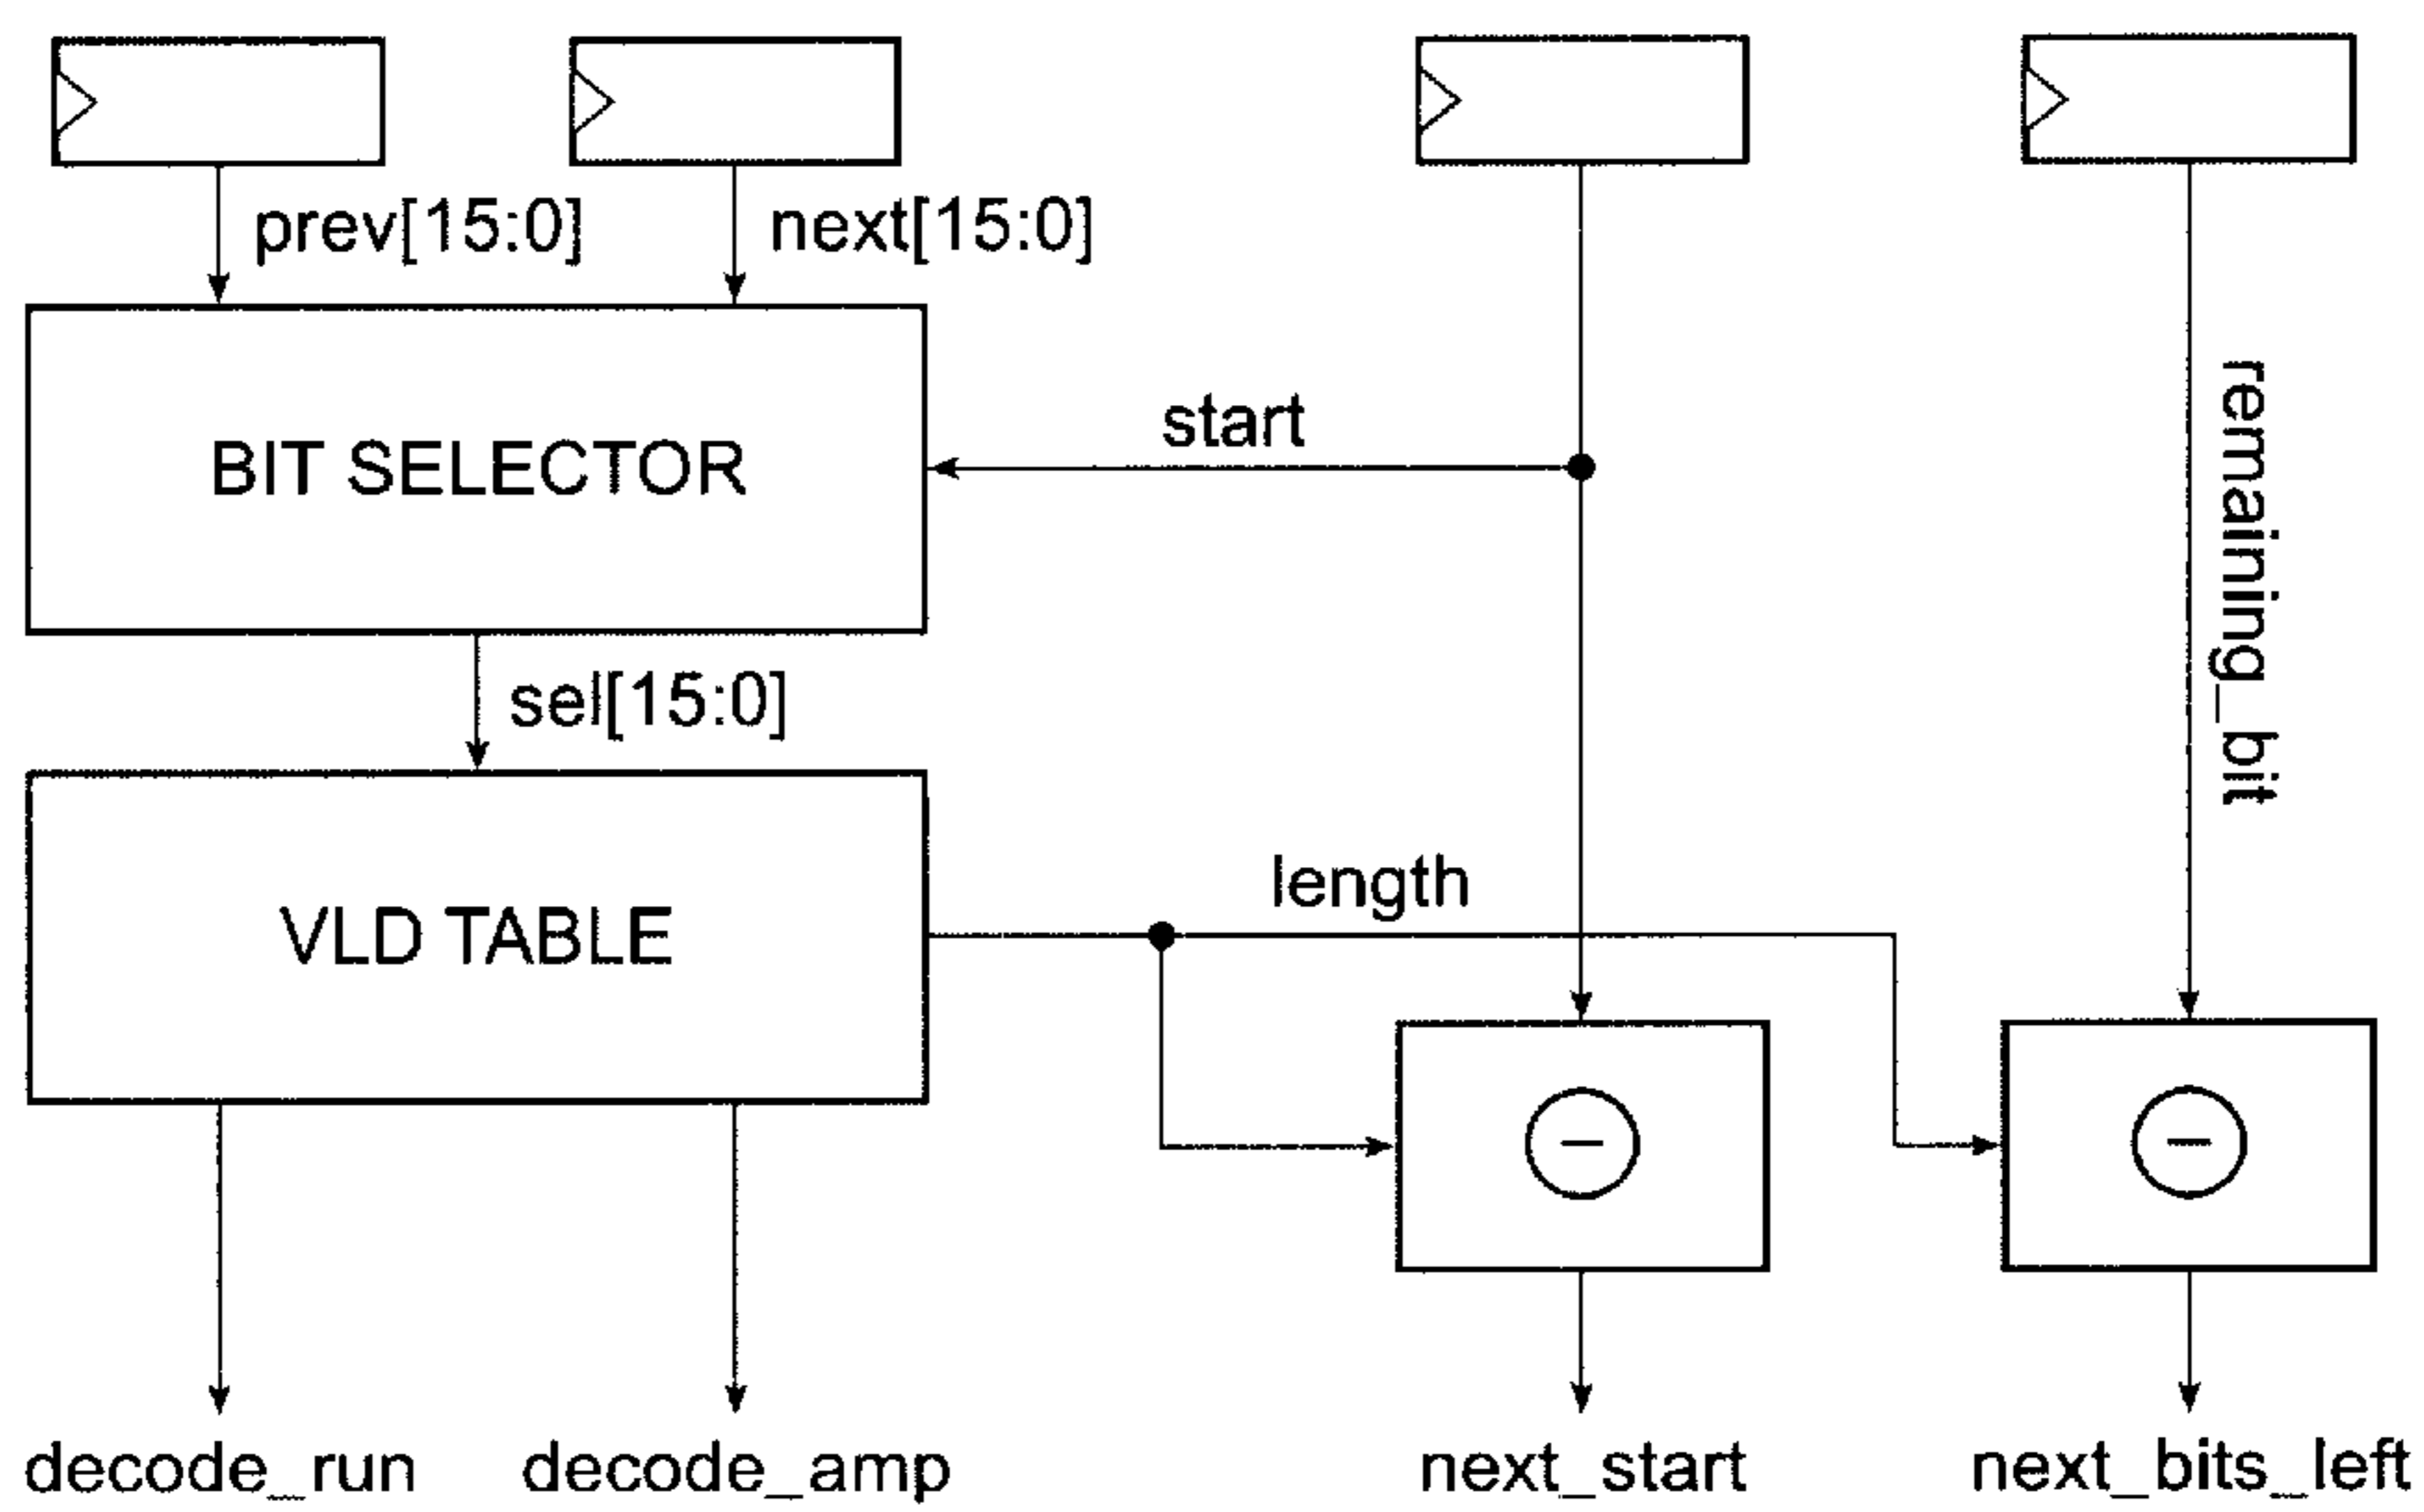 prev[15:0]
next[15:0]
start
BIT SELECTOR
remaining_bit
sel[15:0]
length
VLD TABLE
−
−
decode_run
decode_amp
next_start
next_bits_left